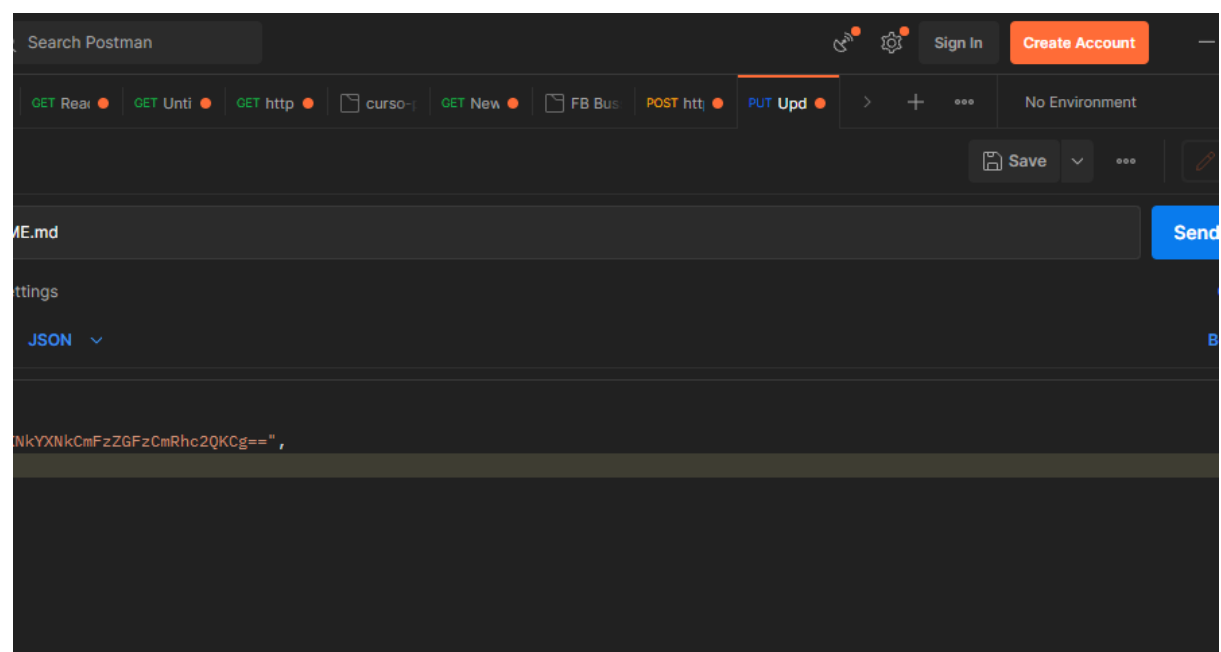 Search Postman
Sign In
Create Account
GET Read
GET Unti
GET http
curso-
GET New
FB Bus
POST htt
PUT Upd
+
No Environment
Save
ME.md
Send
ttings
JSON
B
NkYXNkCmFzZGFzCmRhc2QKCg==",